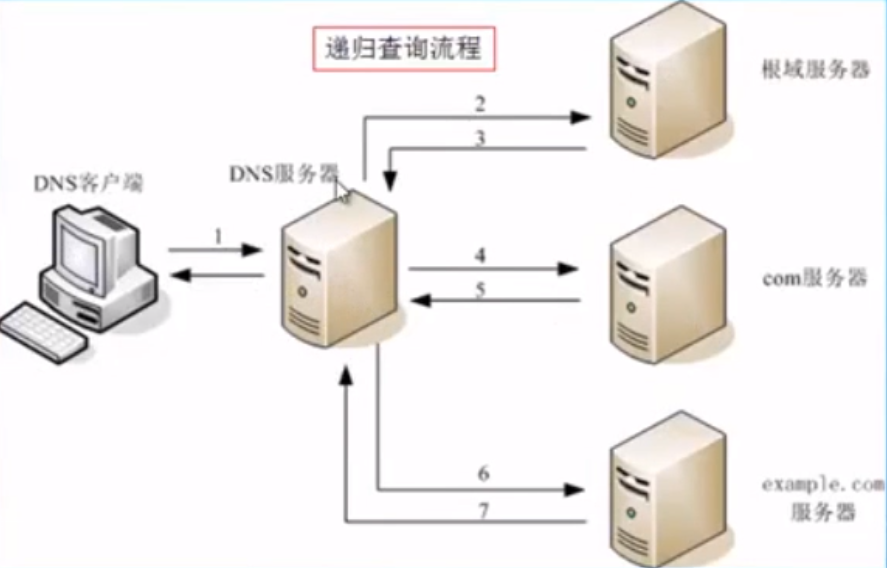 递归查询流程
根域服务器
2
3
DNS客户端
DNS服务器
1
4
5
com服务器
6
7
example.com
服务器